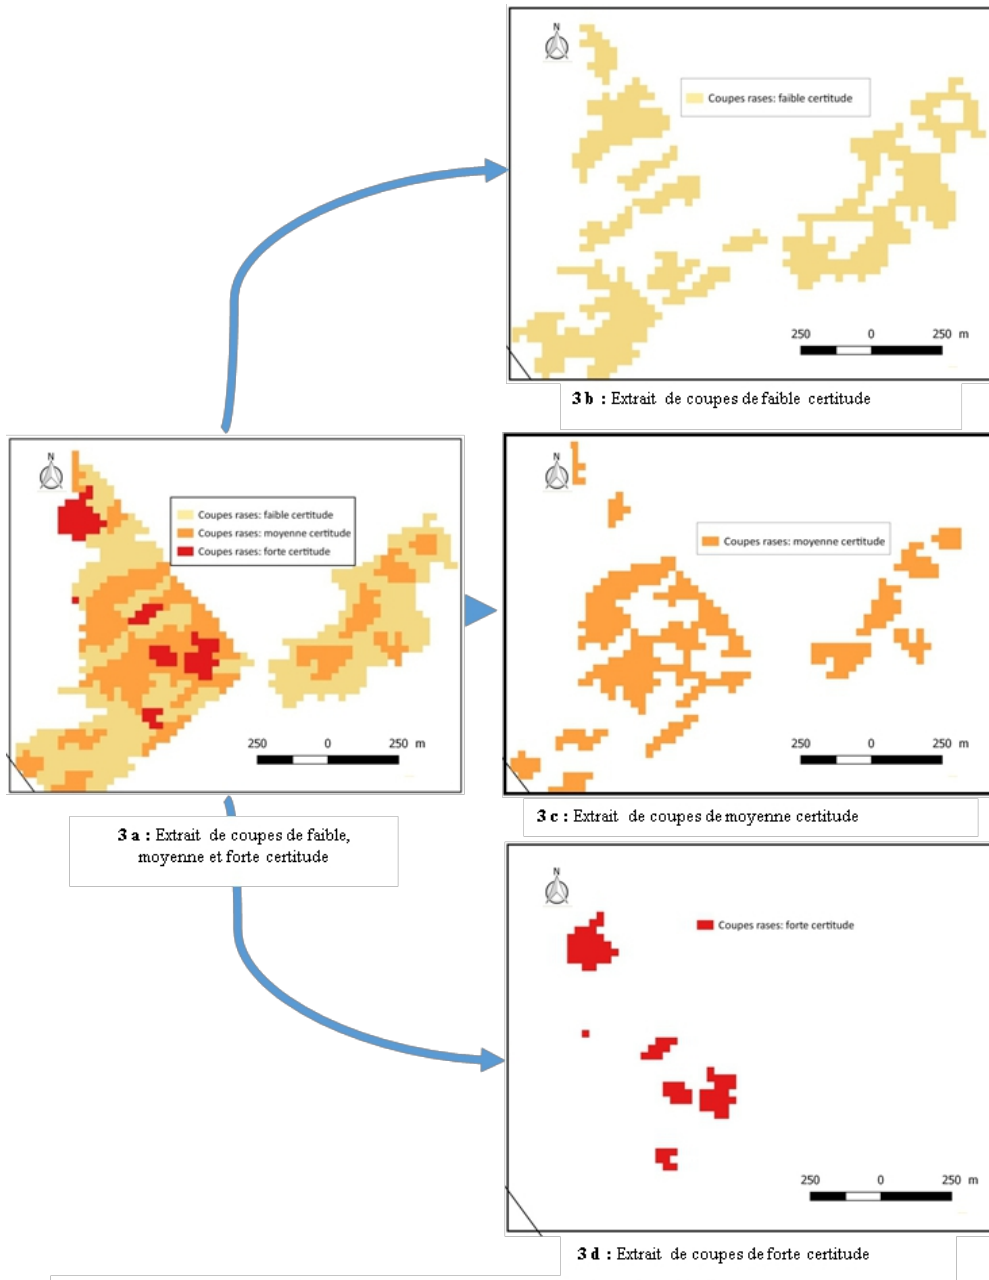 N
Coupes rases: faible certitude
250 0 250 m
3 b : Extrait de coupes de faible certitude
N
Coupes rases: faible certitude
Coupes rases: moyenne certitude
Coupes rases: forte certitude
250 0 250 m
3 a : Extrait de coupes de faible,
moyenne et forte certitude
N
Coupes rases: moyenne certitude
250 0 250 m
3 c : Extrait de coupes de moyenne certitude
N
Coupes rases: forte certitude
250 0 250 m
3 d : Extrait de coupes de forte certitude